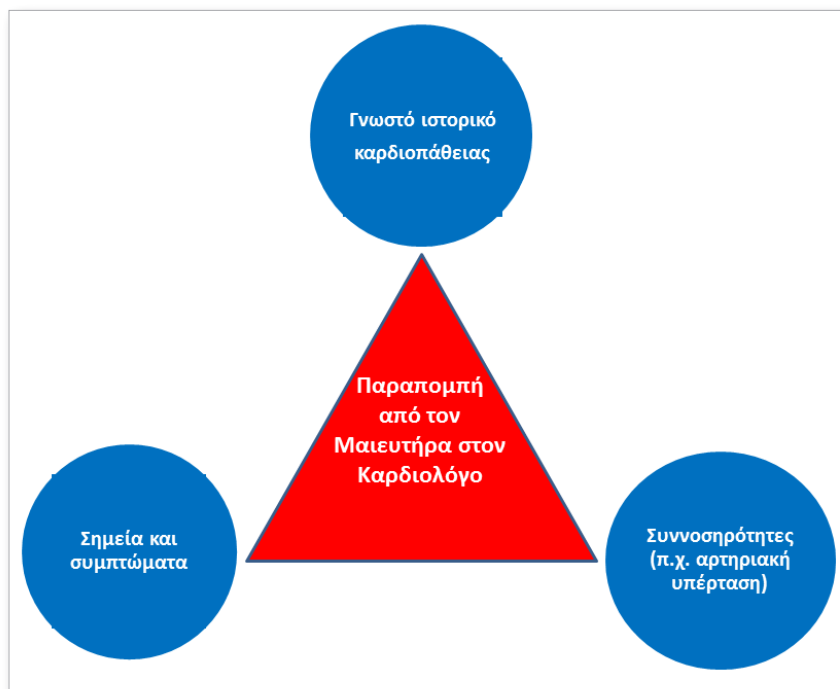 Γνωστό ιστορικό
καρδιοπάθειας
Παραπομπή
από τον
Μαιευτήρα στον
Καρδιολόγο
Σημεία και
συμπτώματα
Συννοσηρότητες
(π.χ. αρτηριακή
υπέρταση)